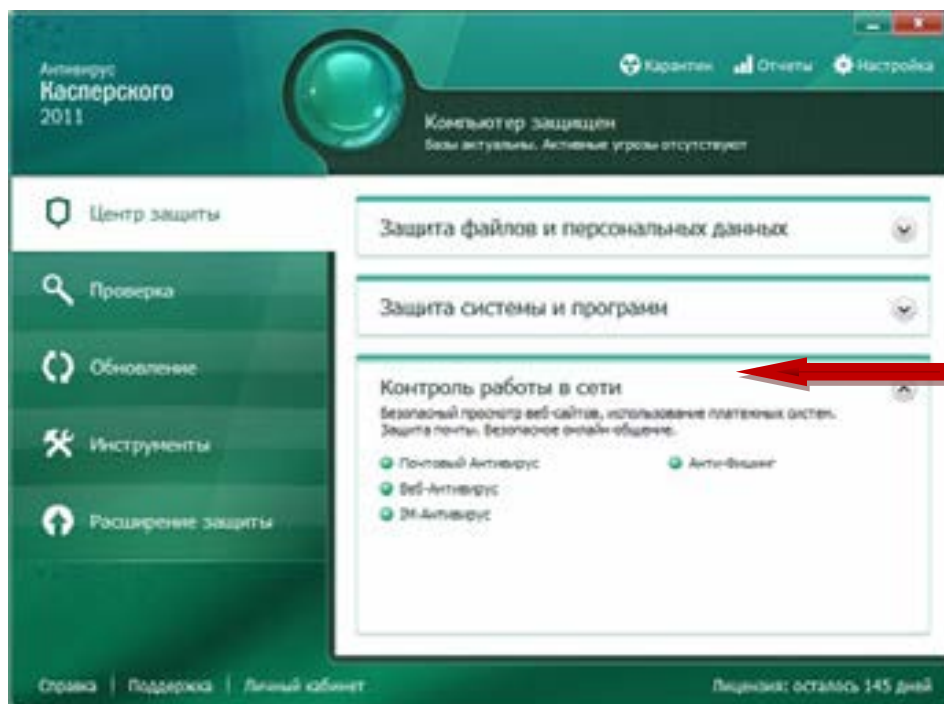 Антивирус
Касперского
2011
Карантин
Отчеты
Настройка
Компьютер защищен
Базы актуальны. Активные угрозы отсутствуют
Центр защиты
Проверка
Обновление
Инструменты
Расширение защиты
Защита файлов и персональных данных
Защита системы и программ
Контроль работы в сети
Безопасный просмотр веб-сайтов, использование платежных систем.
Защита почты. Безопасное онлайн-общение.
Почтовый Антивирус
Анти-Фишинг
Веб-Антивирус
IM-Антивирус
Справка | Поддержка | Личный кабинет
Лицензия: осталось 145 дней